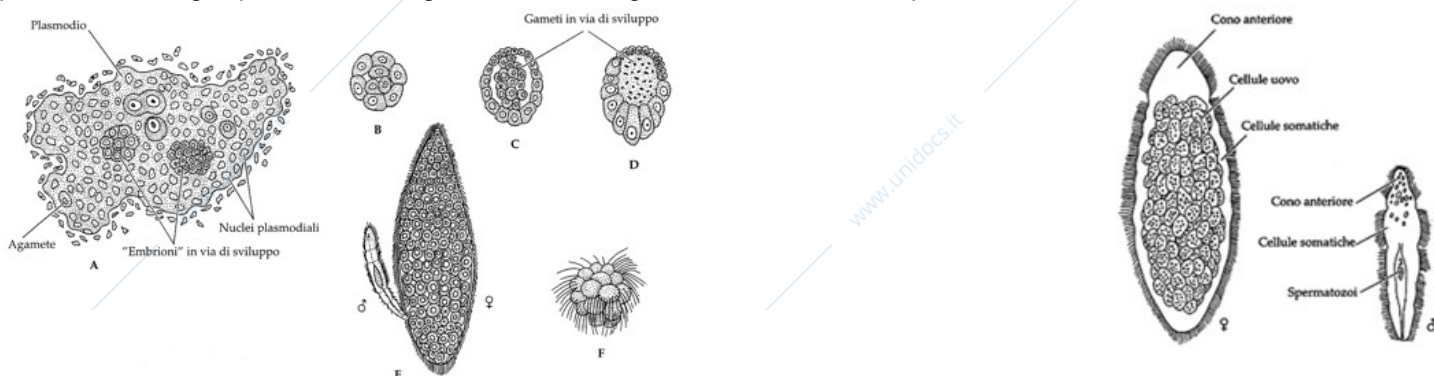 Plasmodio
Agamete
"Embrioni" in via di sviluppo
Nuclei plasmodiali
A
B
Gameti in via di sviluppo
C
D
♂
♀
E
F
www.unidocs.it
Cono anteriore
Cellule uovo
Cellule somatiche
♀
Cono anteriore
Cellule somatiche
Spermatozoi
♂